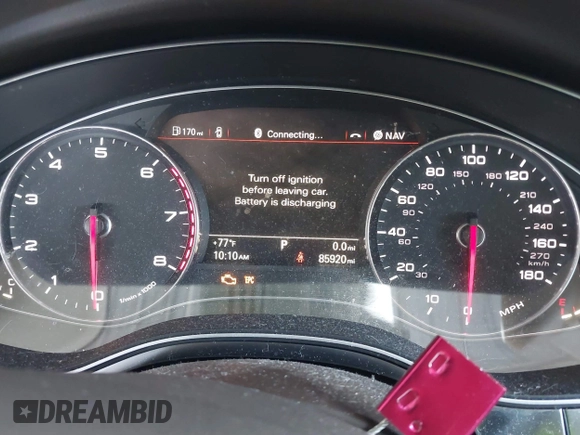 170 mi
Connecting...
NAV
Turn off ignition
before leaving car.
Battery is discharging
+77°F
P
0.0 mi
10:10 AM
85920 mi
TPC
0
1
2
3
4
5
6
7
8
1/min x 1000
C
0
10
20
40
60
80
100
120
140
160
180
30
60
90
120
150
180
210
240
270
km/h
MPH
E
DREAMBID